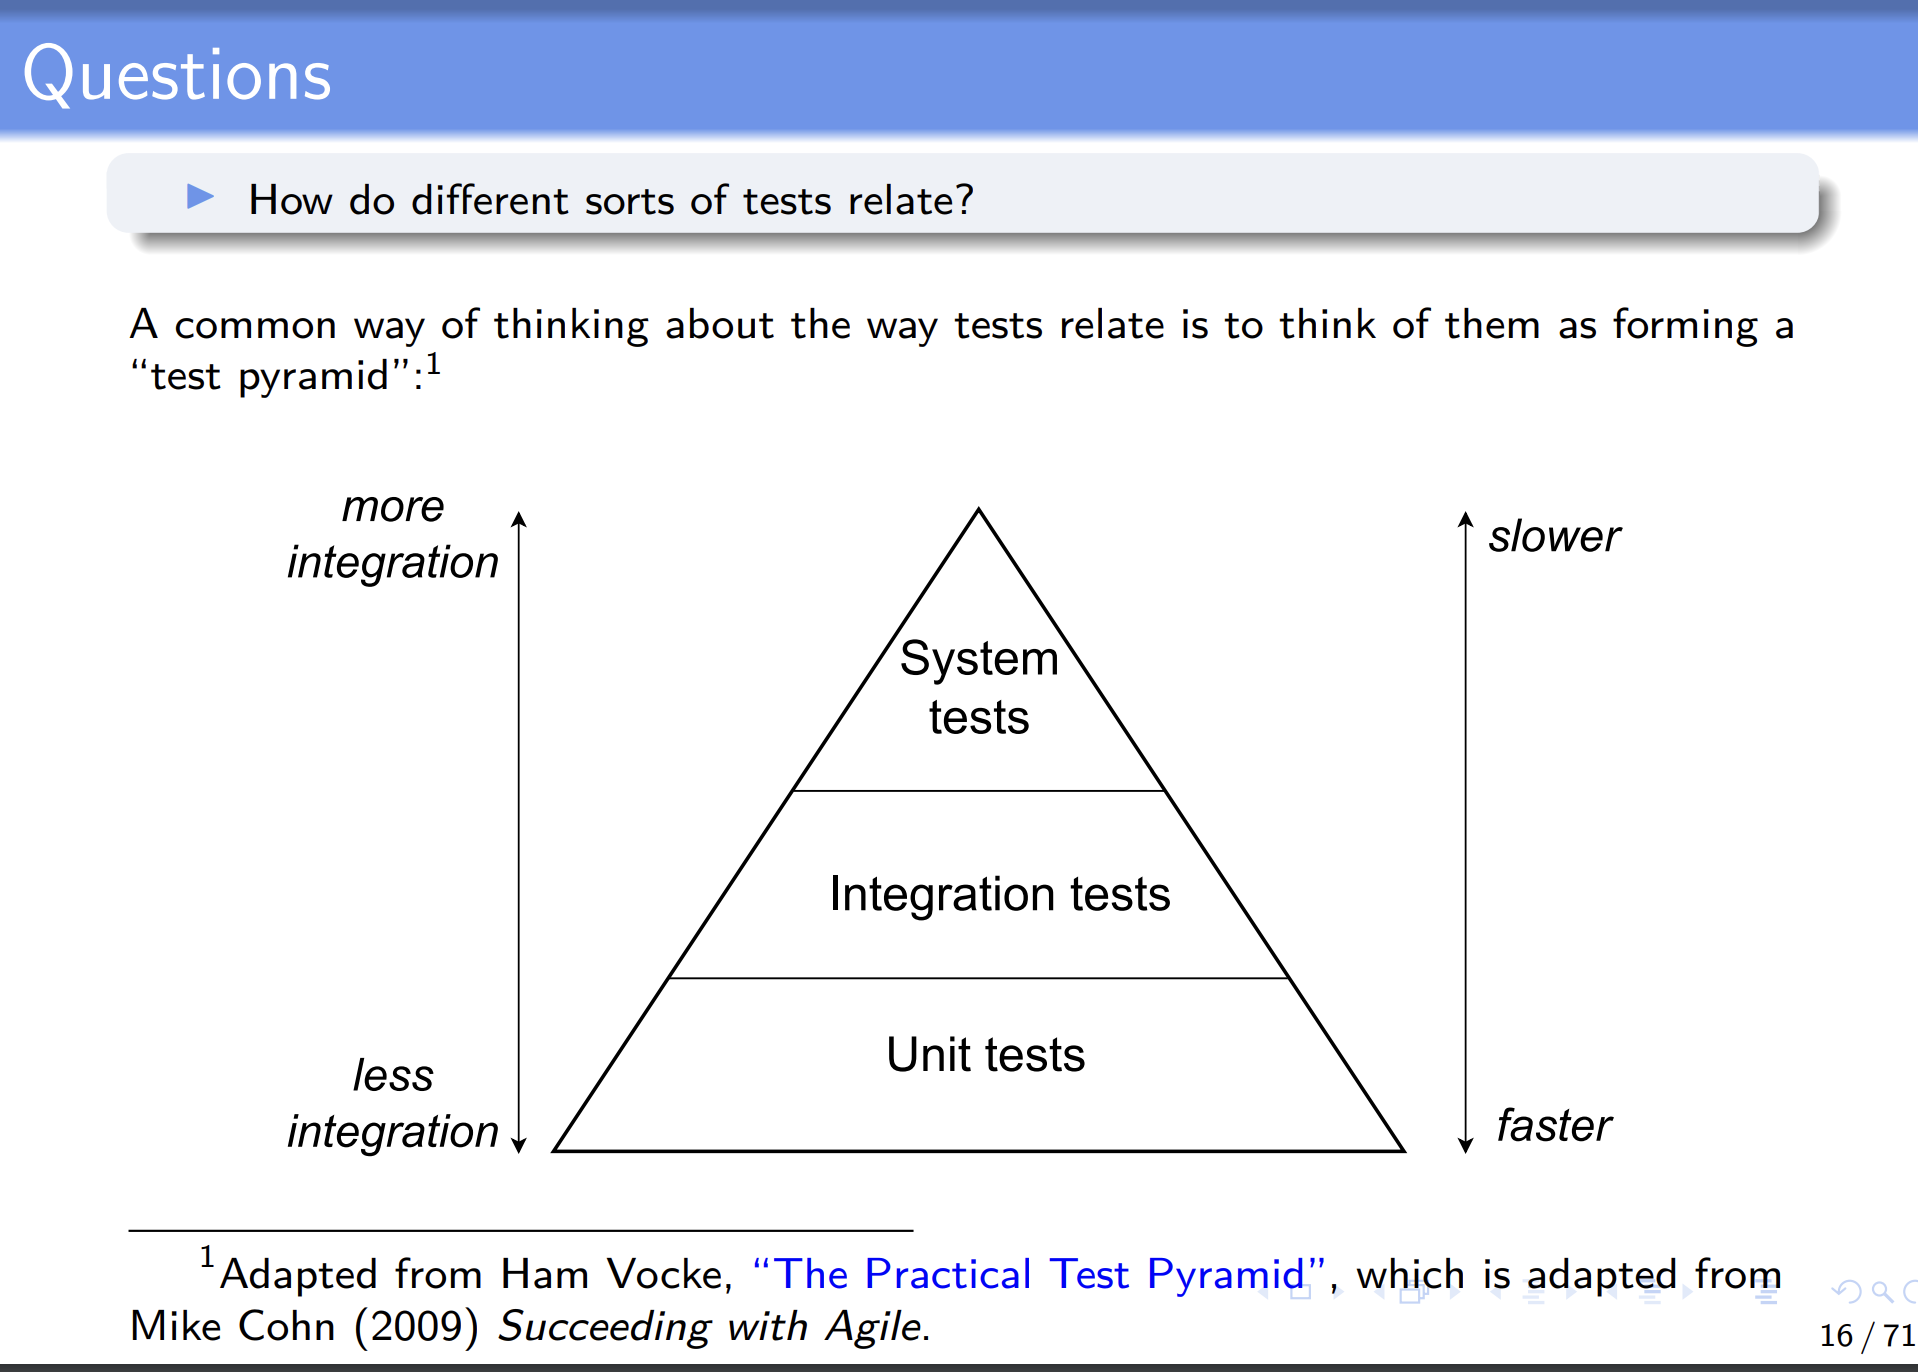 Questions
▶ How do different sorts of tests relate?
A common way of thinking about the way tests relate is to think of them as forming a
“test pyramid”:1
more
integration
slower
System
tests
Integration tests
Unit tests
less
integration
faster
1Adapted from Ham Vocke, “The Practical Test Pyramid”, which is adapted from
Mike Cohn (2009) Succeeding with Agile.
16 / 71